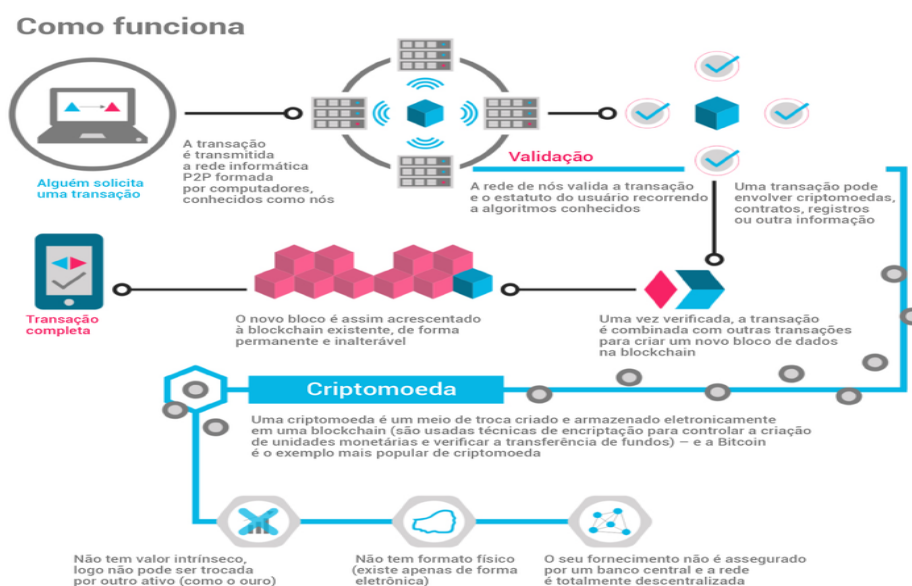 Como funciona
Alguém solicita
uma transação
A transação
é transmitida
a rede informática
P2P formada
por computadores,
conhecidos como nós
Validação
A rede de nós valida a transação
e o estatuto do usuário recorrendo
a algoritmos conhecidos
Uma transação pode
envolver criptomoedas,
contratos, registros
ou outra informação
Transação
completa
O novo bloco é assim acrescentado
à blockchain existente, de forma
permanente e inalterável
Uma vez verificada, a transação
é combinada com outras transações
para criar um novo bloco de dados
na blockchain
Criptomoeda
Uma criptomoeda é um meio de troca criado e armazenado eletronicamente
em uma blockchain (são usadas técnicas de encriptação para controlar a criação
de unidades monetárias e verificar a transferência de fundos) – e a Bitcoin
é o exemplo mais popular de criptomoeda
Não tem valor intrínseco,
logo não pode ser trocada
por outro ativo (como o ouro)
Não tem formato físico
(existe apenas de forma
eletrônica)
O seu fornecimento não é assegurado
por um banco central e a rede
é totalmente descentralizada